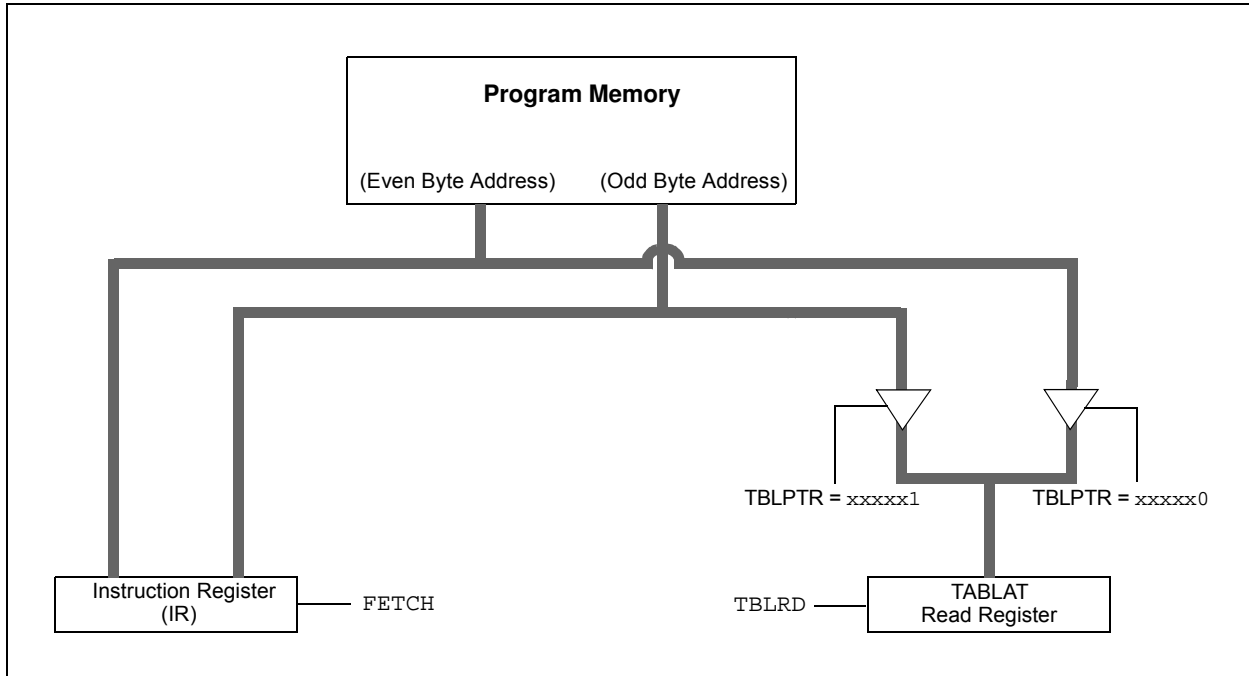 Program Memory
(Even Byte Address) (Odd Byte Address)
TBLPTR = xxxxx1 TBLPTR = xxxxx0
Instruction Register
(IR)
FETCH
TBLRD
TABLAT
Read Register